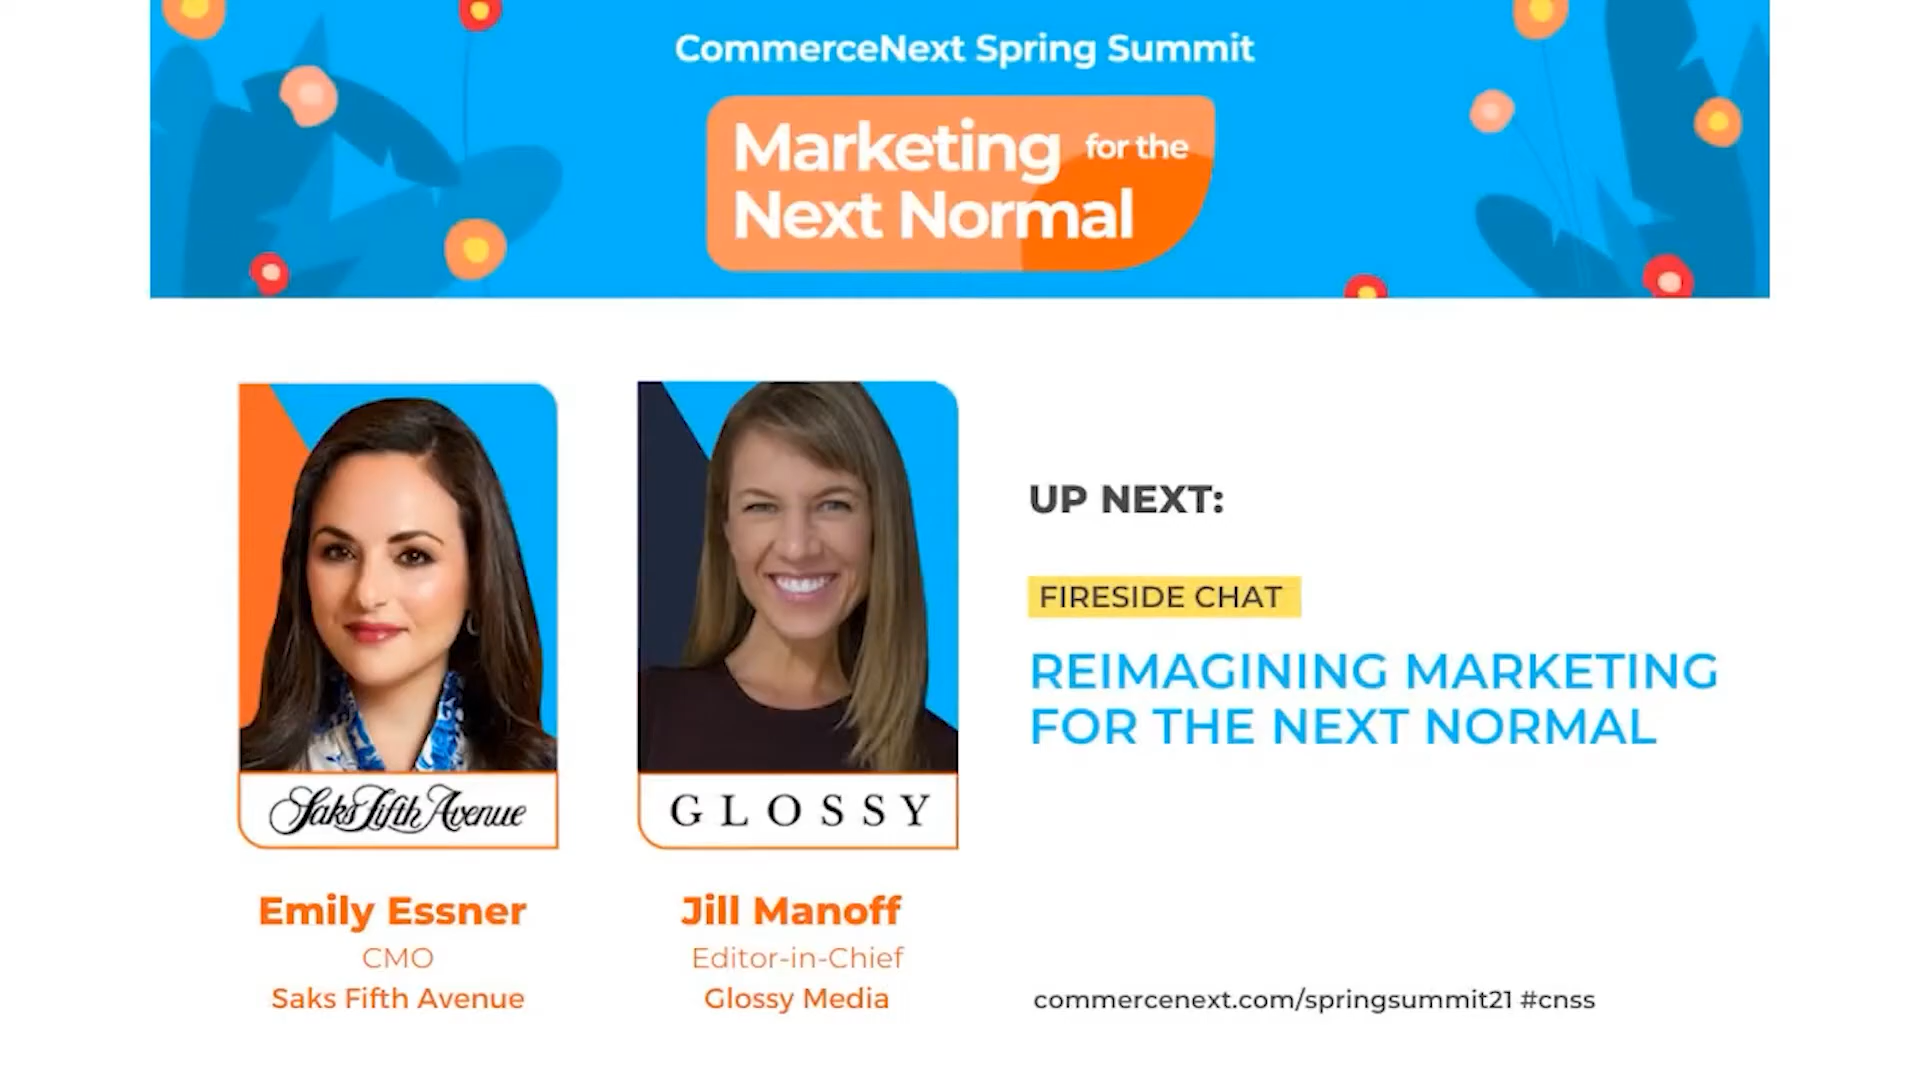 CommerceNext Spring Summit
Marketing for the
Next Normal
UP NEXT:
FIRESIDE CHAT
REIMAGINING MARKETING
FOR THE NEXT NORMAL
Saks Fifth Avenue
GLOSSY
Emily Essner
CMO
Saks Fifth Avenue
Jill Manoff
Editor-in-Chief
Glossy Media
commercenext.com/springsummit21 #cnss